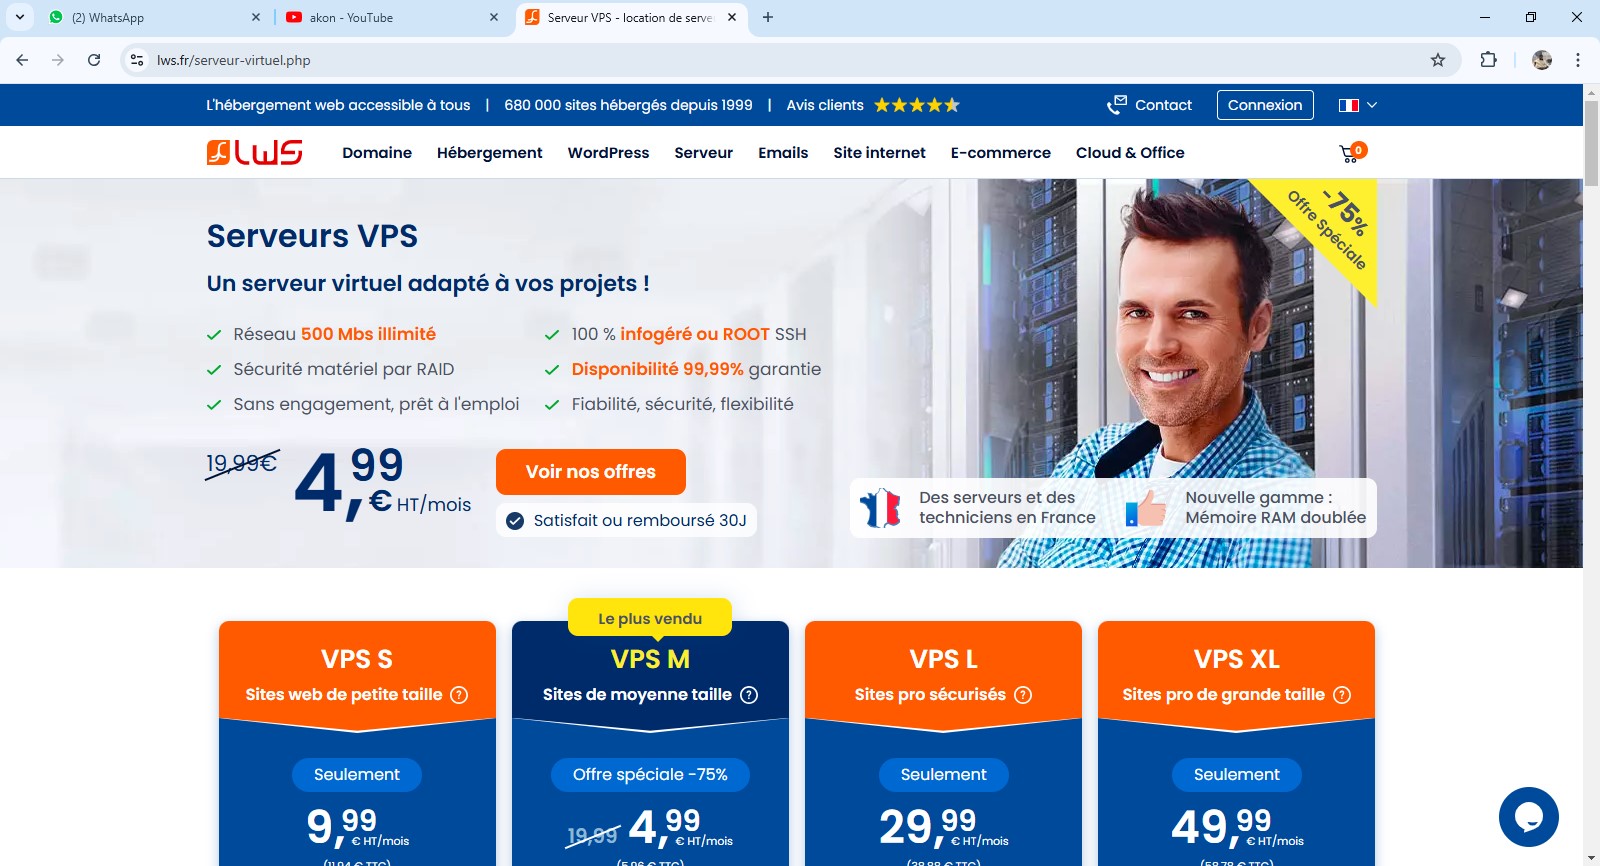 (2) WhatsApp
akon - YouTube
Serveur VPS - location de serve
lws.fr/serveur-virtuel.php
L'hébergement web accessible à tous | 680 000 sites hébergés depuis 1999 | Avis clients
Contact
Connexion
LWS
Domaine
Hébergement
WordPress
Serveur
Emails
Site internet
E-commerce
Cloud & Office
0
-75%
Offre Spéciale
Serveurs VPS
Un serveur virtuel adapté à vos projets !
Réseau 500 Mbs illimité
100 % infogéré ou ROOT SSH
Sécurité matériel par RAID
Disponibilité 99,99% garantie
Sans engagement, prêt à l'emploi
Fiabilité, sécurité, flexibilité
19,99€
4,99 € HT/mois
Voir nos offres
Satisfait ou remboursé 30J
Des serveurs et des
techniciens en France
Nouvelle gamme :
Mémoire RAM doublée
VPS S
Sites web de petite taille ?
Seulement
9,99 € HT/mois
(11,94 € TTC)
Le plus vendu
VPS M
Sites de moyenne taille ?
Offre spéciale -75%
19,99 4,99 € HT/mois
(5,96 € TTC)
VPS L
Sites pro sécurisés ?
Seulement
29,99 € HT/mois
VPS XL
Sites pro de grande taille ?
Seulement
49,99 € HT/mois